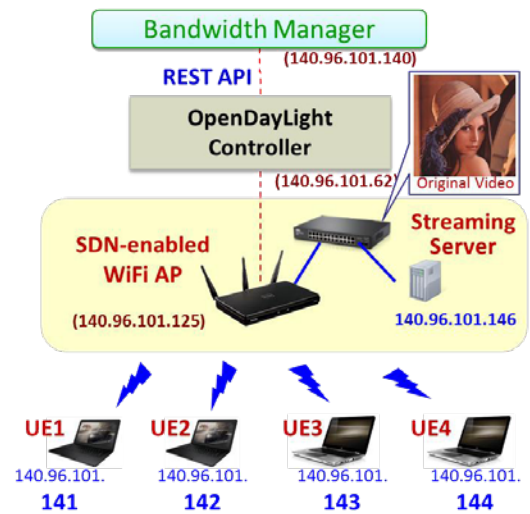 Bandwidth Manager
(140.96.101.140)
REST API
OpenDayLight
Controller
(140.96.101.62)
Original Video
SDN-enabled
WiFi AP
(140.96.101.125)
Streaming
Server
140.96.101.146
UE1
UE2
UE3
UE4
140.96.101.
141
140.96.101.
142
140.96.101.
143
140.96.101.
144